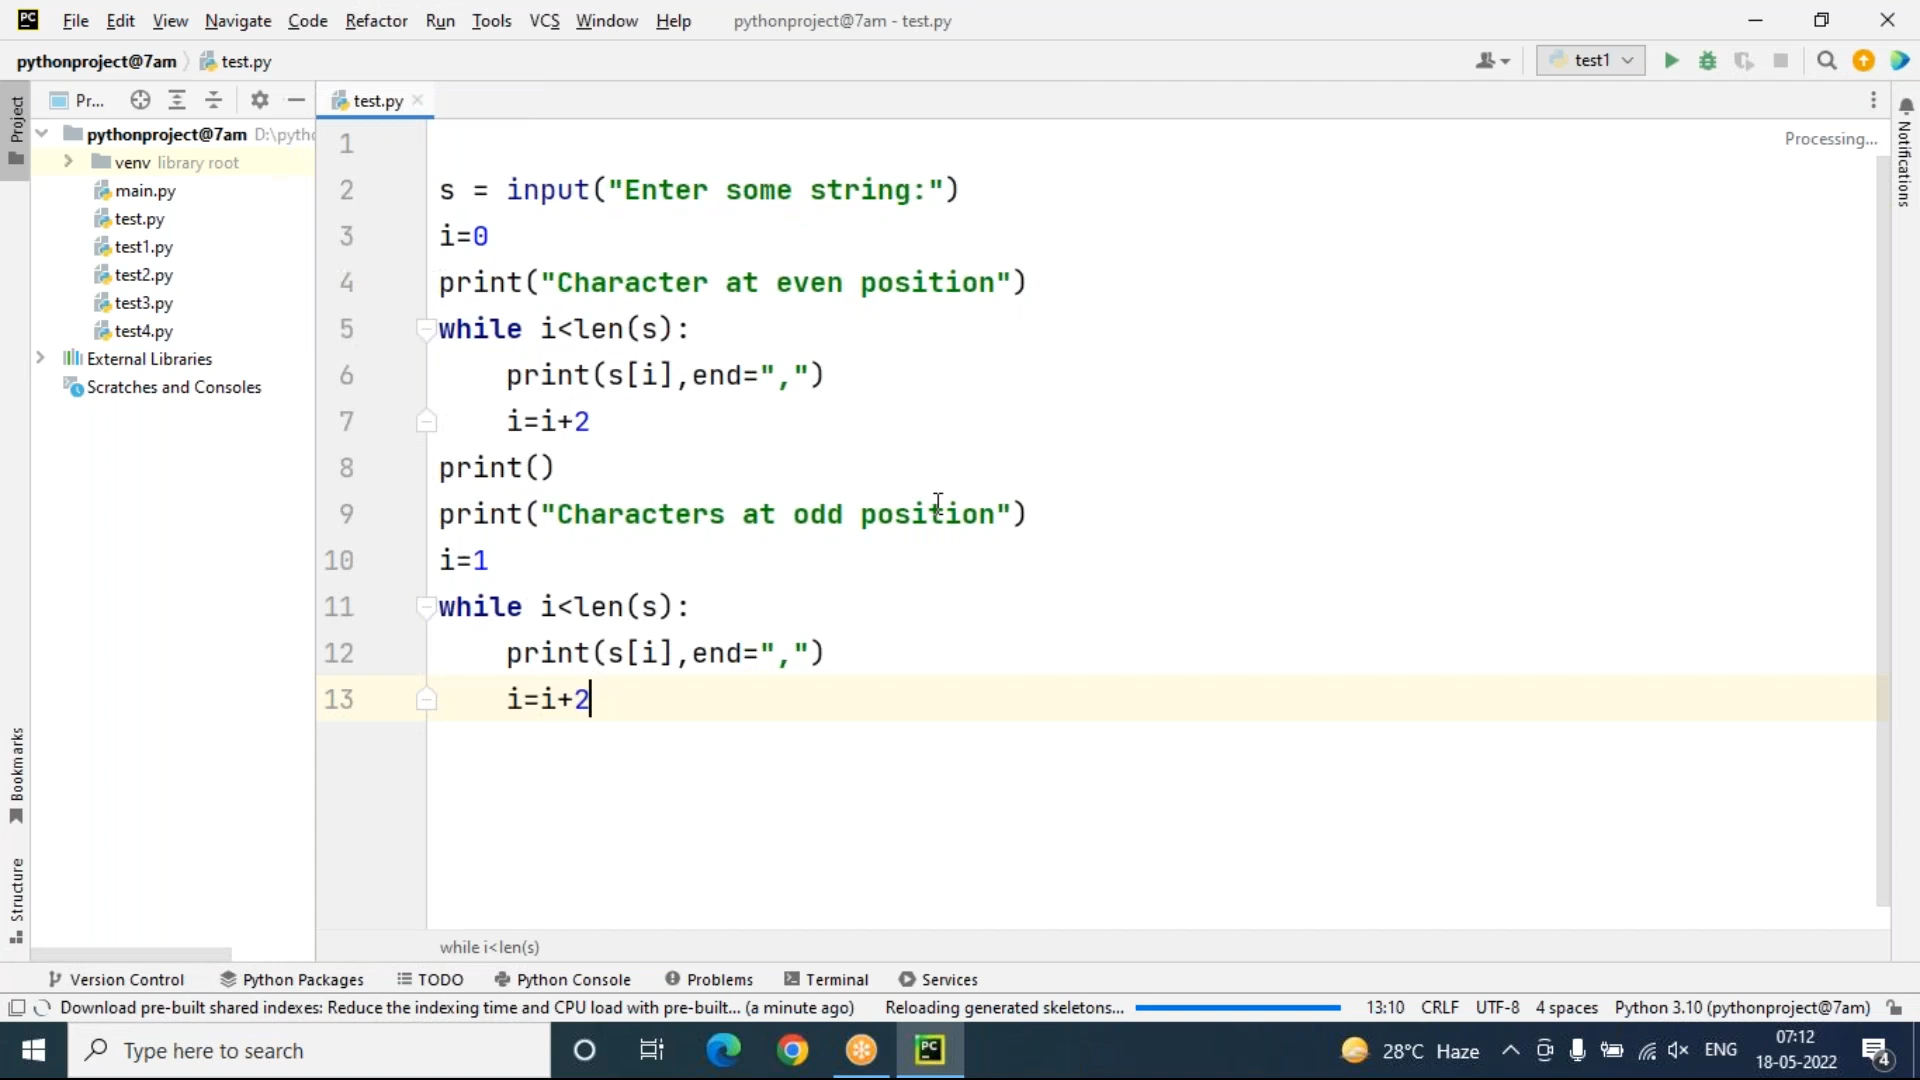 PC File Edit View Navigate Code Refactor Run Tools VCS Window Help pythonproject@7am - test.py
pythonproject@7am test.py test1
Project Pr... test.py
pythonproject@7am D:\pytho
venv library root
main.py
test.py
test1.py
test2.py
test3.py
test4.py
External Libraries
Scratches and Consoles
Processing...
Notifications
1
2 s = input("Enter some string:")
3 i=0
4 print("Character at even position")
5 while i<len(s):
6     print(s[i],end=",")
7     i=i+2
8 print()
9 print("Characters at odd position")
10 i=1
11 while i<len(s):
12     print(s[i],end=",")
13     i=i+2
Bookmarks
Structure
while i<len(s)
Version Control Python Packages TODO Python Console Problems Terminal Services
Download pre-built shared indexes: Reduce the indexing time and CPU load with pre-built... (a minute ago) Reloading generated skeletons... 13:10 CRLF UTF-8 4 spaces Python 3.10 (pythonproject@7am)
Type here to search PC 28°C Haze ENG 07:12
18-05-2022 4